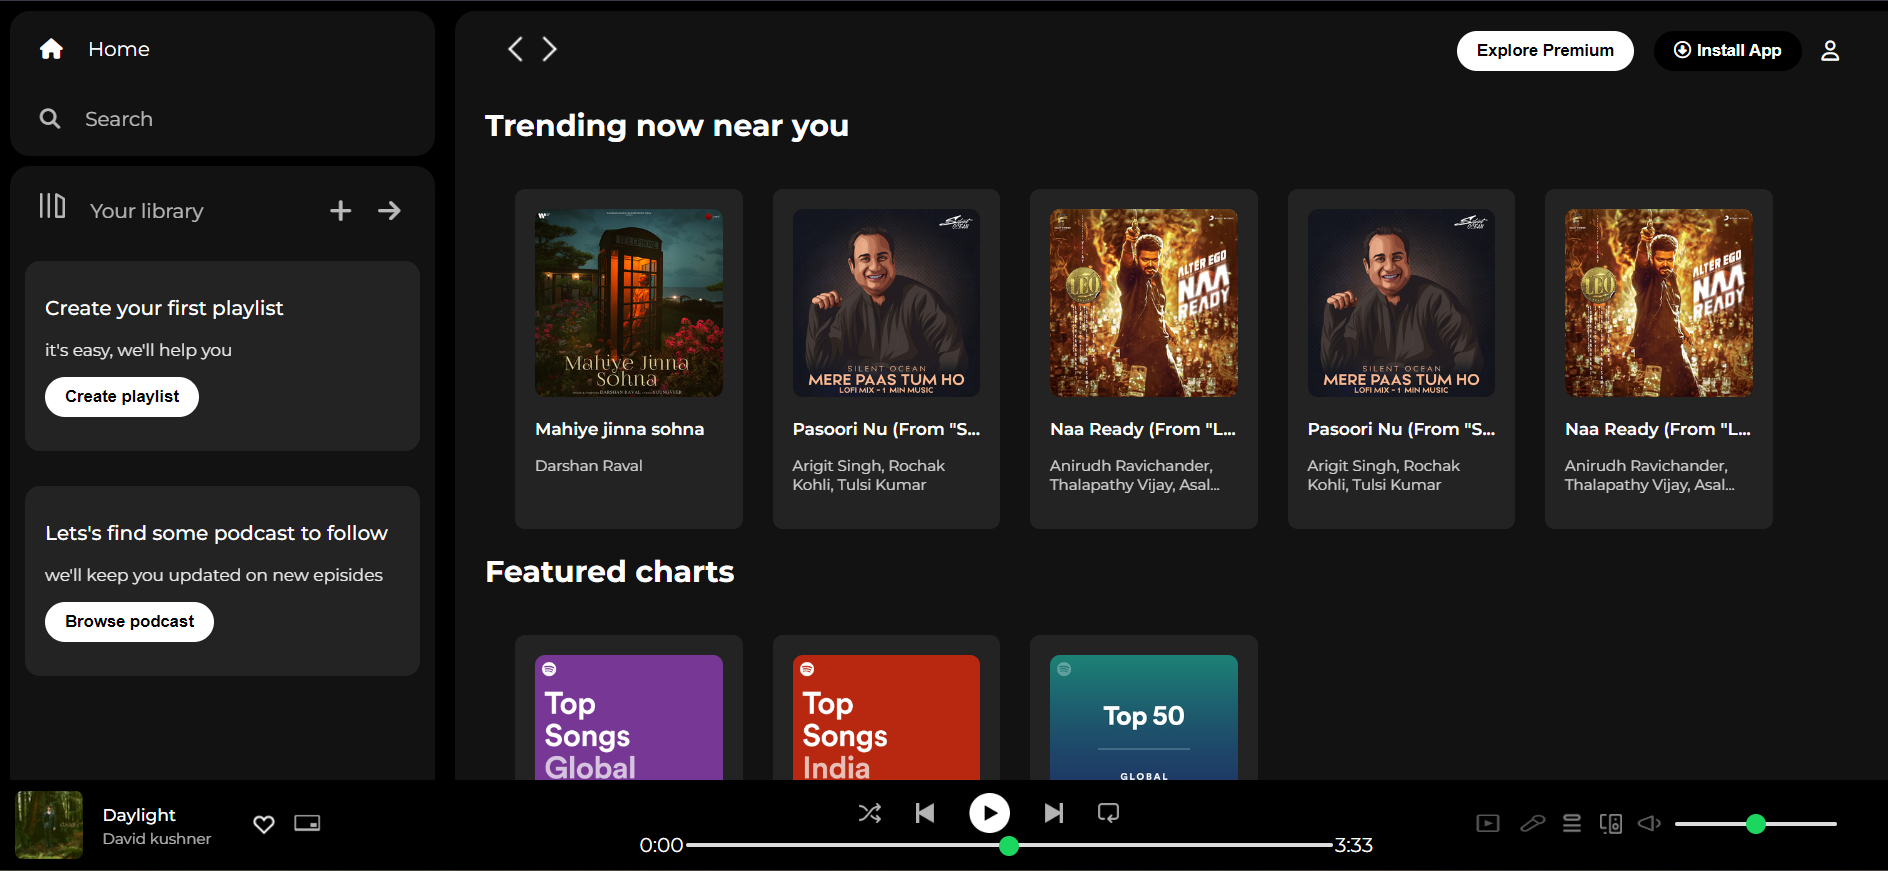 Home
Search
Your library
Create your first playlist
it's easy, we'll help you
Create playlist
Lets's find some podcast to follow
we'll keep you updated on new episides
Browse podcast
Explore Premium
Install App
Trending now near you
Mahiye Jinna
Sohna
Mahiye jinna sohna
Darshan Raval
Silent
Ocean
SILENT OCEAN
MERE PAAS TUM HO
LOFI MIX - 1 MIN MUSIC
Pasoori Nu (From "S...
Arigit Singh, Rochak
Kohli, Tulsi Kumar
LEO
ALTER EGO
NAA
READY
Naa Ready (From "L...
Anirudh Ravichander,
Thalapathy Vijay, Asal...
Silent
Ocean
SILENT OCEAN
MERE PAAS TUM HO
LOFI MIX - 1 MIN MUSIC
Pasoori Nu (From "S...
Arigit Singh, Rochak
Kohli, Tulsi Kumar
LEO
ALTER EGO
NAA
READY
Naa Ready (From "L...
Anirudh Ravichander,
Thalapathy Vijay, Asal...
Featured charts
Top
Songs
Global
Top
Songs
India
Top 50
GLOBAL
Daylight
David kushner
0:00
3:33